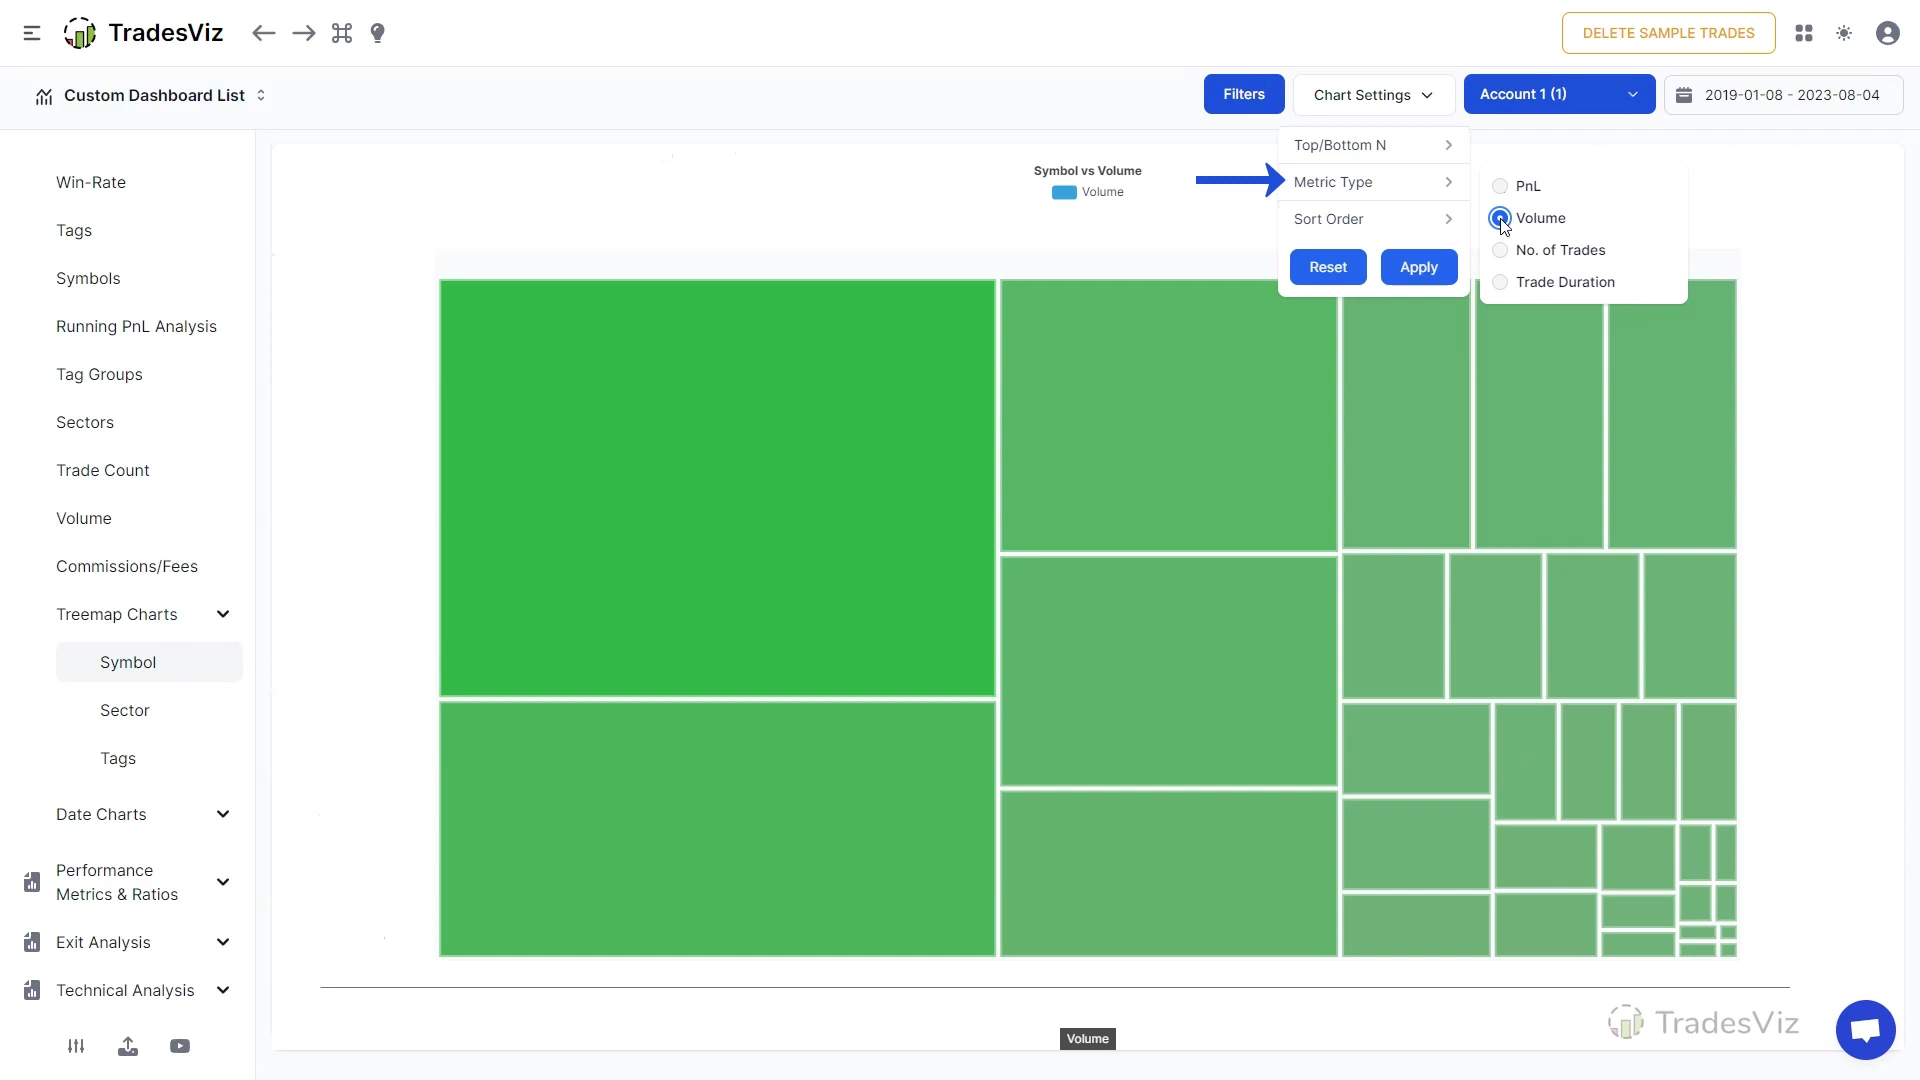 TradesViz
DELETE SAMPLE TRADES
Custom Dashboard List
Filters
Chart Settings
Account 1 (1)
2019-01-08 - 2023-08-04
Win-Rate
Tags
Symbols
Running PnL Analysis
Tag Groups
Sectors
Trade Count
Volume
Commissions/Fees
Treemap Charts
Symbol
Sector
Tags
Date Charts
Performance
Metrics & Ratios
Exit Analysis
Technical Analysis
Symbol vs Volume
Volume
Top/Bottom N
Metric Type
Sort Order
Reset
Apply
PnL
Volume
No. of Trades
Trade Duration
Volume
TradesViz